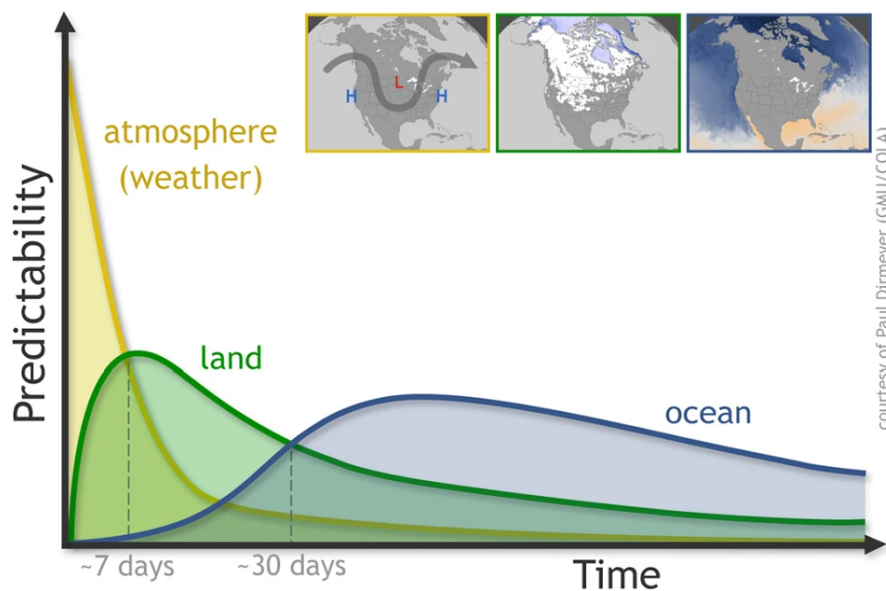 L
H
H
atmosphere
(weather)
land
ocean
Predictability
~7 days
~30 days
Time
courtesy of Paul Dirmeyer (GMU/COLA)